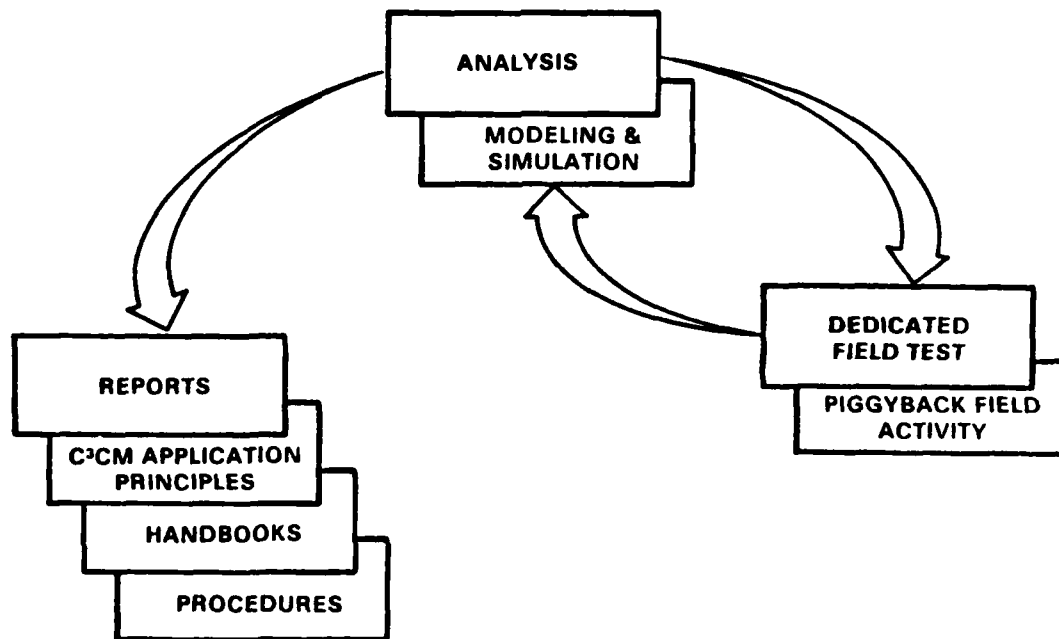 ANALYSIS
MODELING &
SIMULATION
DEDICATED
FIELD TEST
PIGGYBACK FIELD
ACTIVITY
REPORTS
C³CM APPLICATION
PRINCIPLES
HANDBOOKS
PROCEDURES